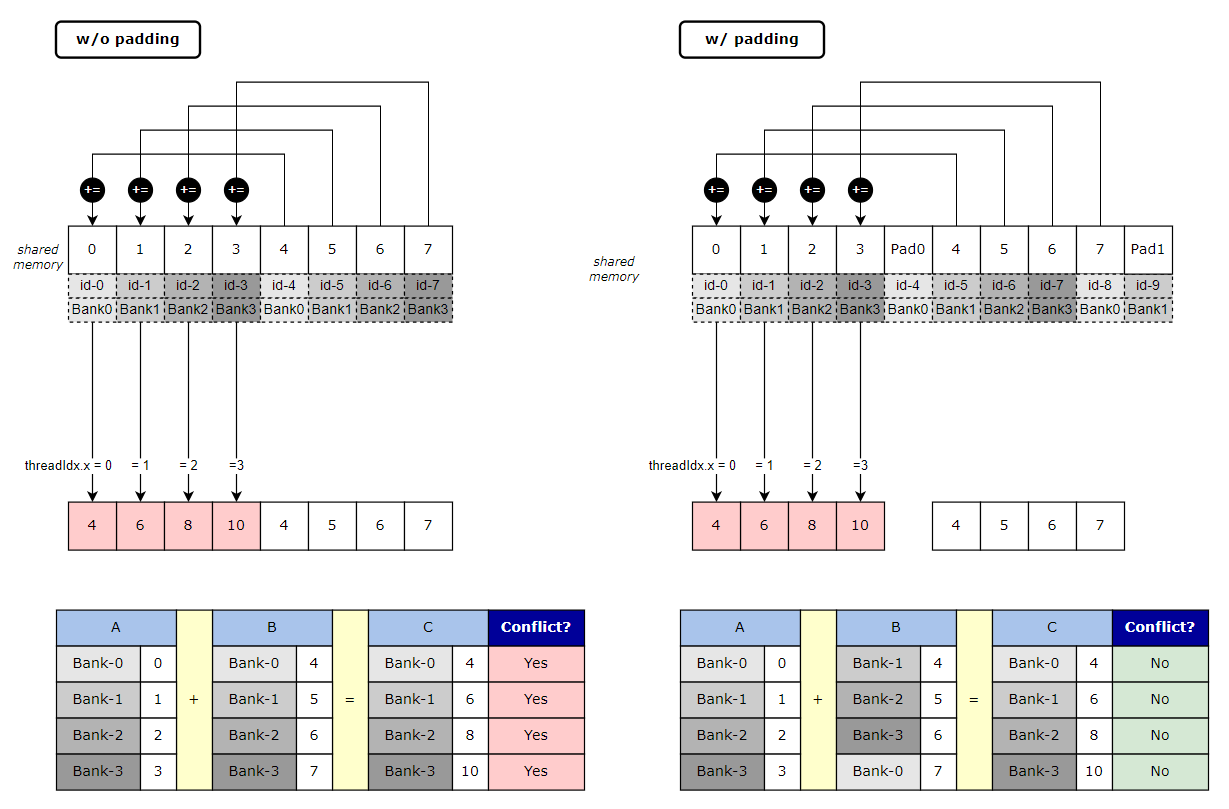 w/o padding
+= += += +=
shared
memory
0 1 2 3 4 5 6 7
id-0 id-1 id-2 id-3 id-4 id-5 id-6 id-7
Bank0 Bank1 Bank2 Bank3 Bank0 Bank1 Bank2 Bank3
threadIdx.x = 0 = 1 = 2 =3
4 6 8 10 4 5 6 7
A B C Conflict?
Bank-0 0 Bank-0 4 Bank-0 4 Yes
Bank-1 1 + Bank-1 5 = Bank-1 6 Yes
Bank-2 2 Bank-2 6 Bank-2 8 Yes
Bank-3 3 Bank-3 7 Bank-3 10 Yes
w/ padding
+= += += +=
shared
memory
0 1 2 3 Pad0 4 5 6 7 Pad1
id-0 id-1 id-2 id-3 id-4 id-5 id-6 id-7 id-8 id-9
Bank0 Bank1 Bank2 Bank3 Bank0 Bank1 Bank2 Bank3 Bank0 Bank1
threadIdx.x = 0 = 1 = 2 =3
4 6 8 10 4 5 6 7
A B C Conflict?
Bank-0 0 Bank-1 4 Bank-0 4 No
Bank-1 1 + Bank-2 5 = Bank-1 6 No
Bank-2 2 Bank-3 6 Bank-2 8 No
Bank-3 3 Bank-0 7 Bank-3 10 No